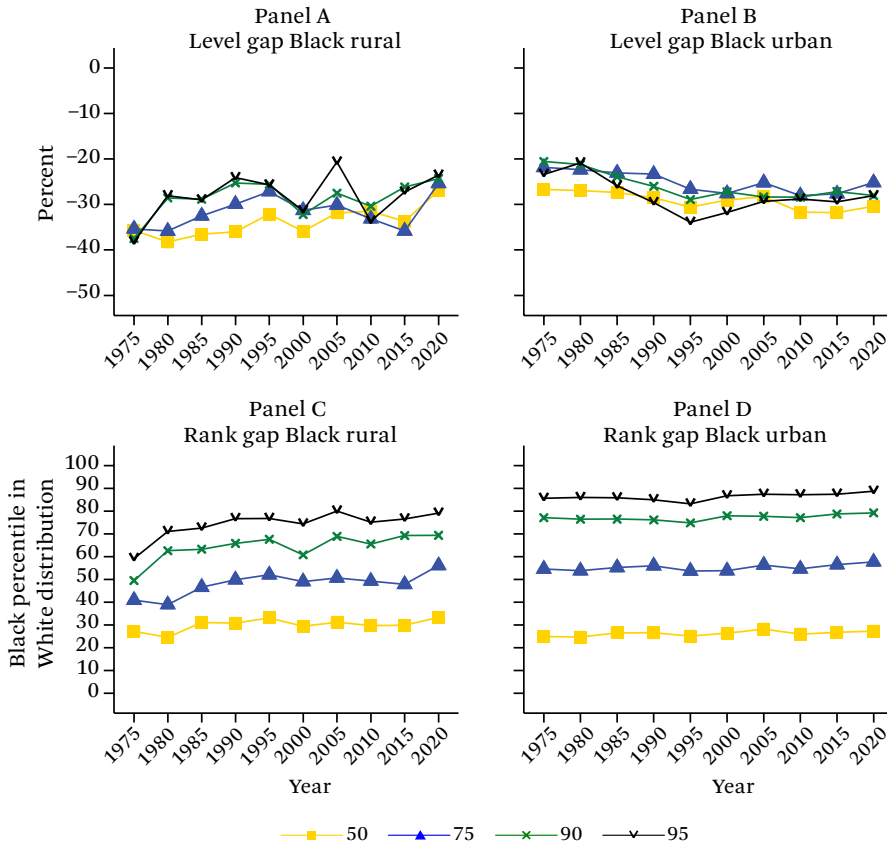 Panel A
Level gap Black rural
Panel B
Level gap Black urban
Percent
0
−10
−20
−30
−40
−50
1975 1980 1985 1990 1995 2000 2005 2010 2015 2020
1975 1980 1985 1990 1995 2000 2005 2010 2015 2020
Panel C
Rank gap Black rural
Panel D
Rank gap Black urban
Black percentile in
White distribution
100
90
80
70
60
50
40
30
20
10
0
1975 1980 1985 1990 1995 2000 2005 2010 2015 2020
1975 1980 1985 1990 1995 2000 2005 2010 2015 2020
Year
Year
50 75 90 95